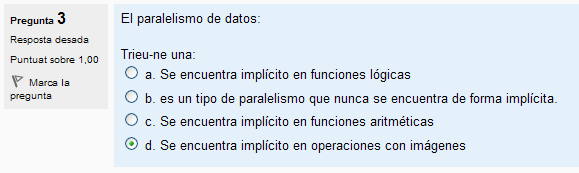 Pregunta 3
Resposta desada
Puntuat sobre 1,00
Marca la
pregunta
El paralelismo de datos:
Trieu-ne una:
a. Se encuentra implícito en funciones lógicas
b. es un tipo de paralelismo que nunca se encuentra de forma implícita.
c. Se encuentra implícito en funciones aritméticas
d. Se encuentra implícito en operaciones con imágenes